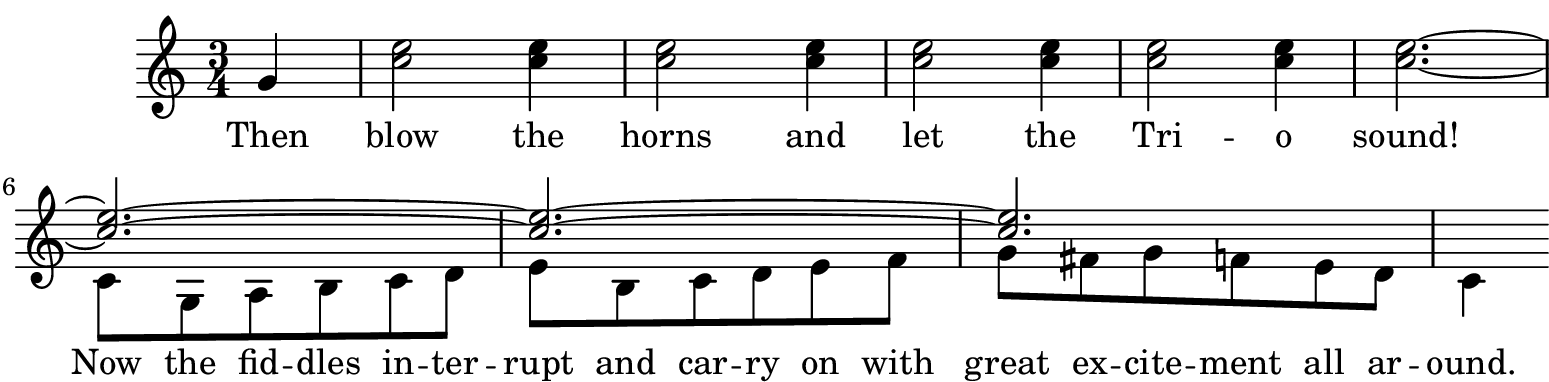 3
4
Then blow the horns and let the Tri - o sound!
6
Now the fid - dles in - ter - rupt and car - ry on with great ex - cite - ment all ar - ound.